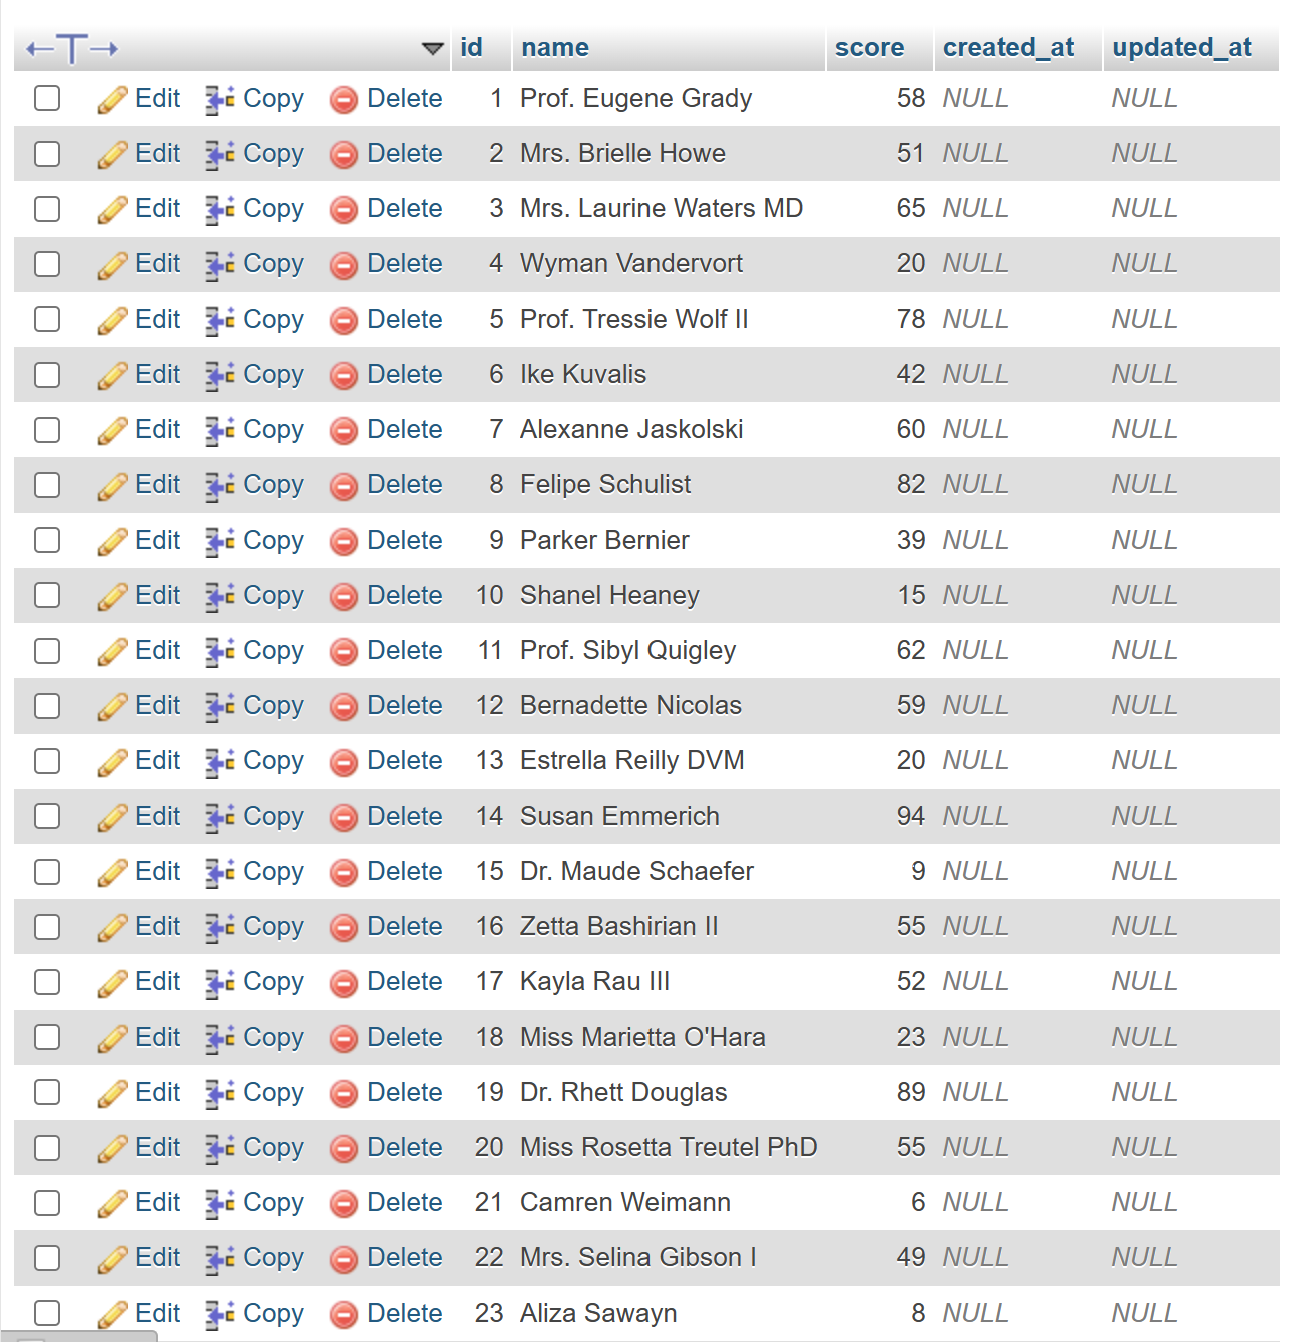 id name score created_at updated_at
Edit Copy Delete 1 Prof. Eugene Grady 58 NULL NULL
Edit Copy Delete 2 Mrs. Brielle Howe 51 NULL NULL
Edit Copy Delete 3 Mrs. Laurine Waters MD 65 NULL NULL
Edit Copy Delete 4 Wyman Vandervort 20 NULL NULL
Edit Copy Delete 5 Prof. Tressie Wolf II 78 NULL NULL
Edit Copy Delete 6 Ike Kuvalis 42 NULL NULL
Edit Copy Delete 7 Alexanne Jaskolski 60 NULL NULL
Edit Copy Delete 8 Felipe Schulist 82 NULL NULL
Edit Copy Delete 9 Parker Bernier 39 NULL NULL
Edit Copy Delete 10 Shanel Heaney 15 NULL NULL
Edit Copy Delete 11 Prof. Sibyl Quigley 62 NULL NULL
Edit Copy Delete 12 Bernadette Nicolas 59 NULL NULL
Edit Copy Delete 13 Estrella Reilly DVM 20 NULL NULL
Edit Copy Delete 14 Susan Emmerich 94 NULL NULL
Edit Copy Delete 15 Dr. Maude Schaefer 9 NULL NULL
Edit Copy Delete 16 Zetta Bashirian II 55 NULL NULL
Edit Copy Delete 17 Kayla Rau III 52 NULL NULL
Edit Copy Delete 18 Miss Marietta O'Hara 23 NULL NULL
Edit Copy Delete 19 Dr. Rhett Douglas 89 NULL NULL
Edit Copy Delete 20 Miss Rosetta Treutel PhD 55 NULL NULL
Edit Copy Delete 21 Camren Weimann 6 NULL NULL
Edit Copy Delete 22 Mrs. Selina Gibson I 49 NULL NULL
Edit Copy Delete 23 Aliza Sawayn 8 NULL NULL